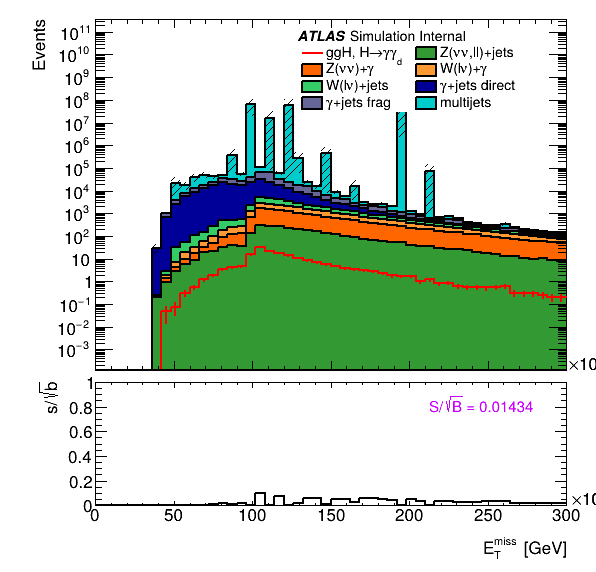 Events
10¹¹
10¹⁰
10⁹
10⁸
10⁷
10⁶
10⁵
10⁴
10³
10²
10
1
10⁻¹
10⁻²
10⁻³
ATLAS Simulation Internal
ggH, H→γγ_d
Z(νν,ll)+jets
Z(νν)+γ
W(lν)+γ
W(lν)+jets
γ+jets direct
γ+jets frag
multijets
×10
s/√b
1
0.8
0.6
0.4
0.2
0
S/√B = 0.01434
×10
0 50 100 150 200 250 300
E_T^miss [GeV]